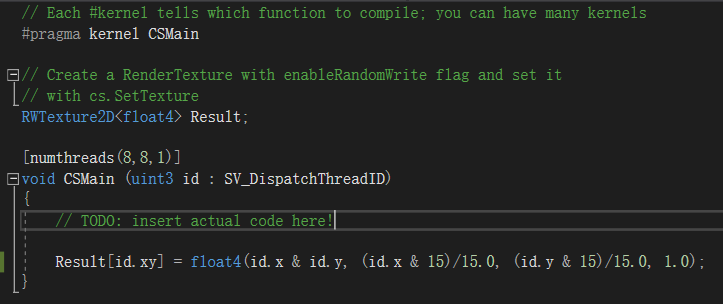 // Each #kernel tells which function to compile; you can have many kernels
#pragma kernel CSMain
// Create a RenderTexture with enableRandomWrite flag and set it
// with cs.SetTexture
RWTexture2D<float4> Result;
[numthreads(8,8,1)]
void CSMain (uint3 id : SV_DispatchThreadID)
{
// TODO: insert actual code here!
Result[id.xy] = float4(id.x & id.y, (id.x & 15)/15.0, (id.y & 15)/15.0, 1.0);
}